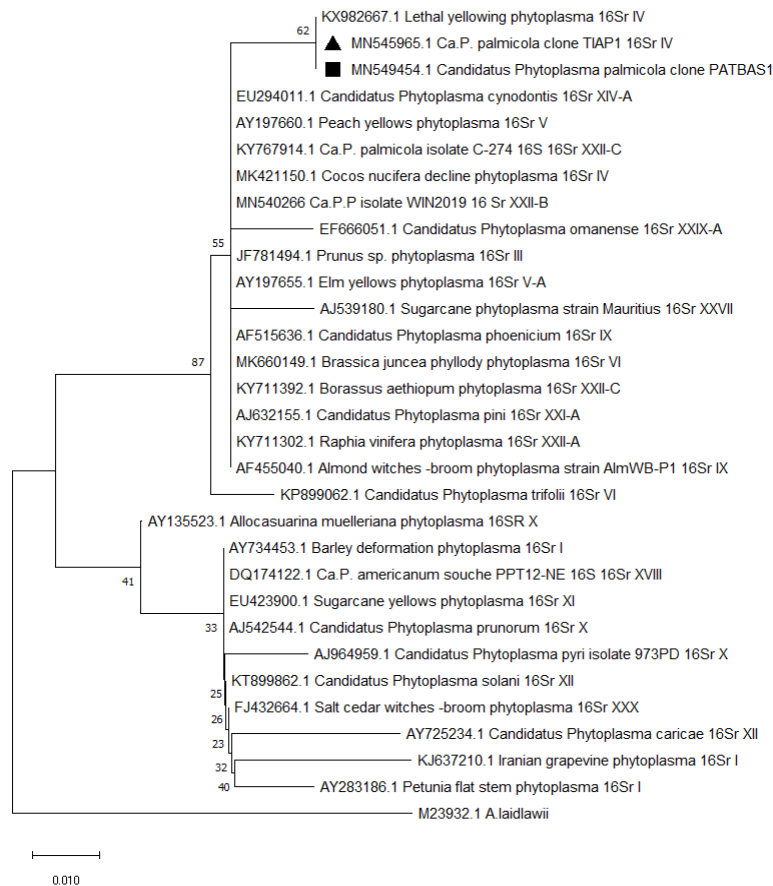 KX982667.1 Lethal yellowing phytoplasma 16Sr IV
62
MN545965.1 Ca.P. palmicola clone TIAP1 16Sr IV
MN549454.1 Candidatus Phytoplasma palmicola clone PATBAS1
EU294011.1 Candidatus Phytoplasma cynodontis 16Sr XIV-A
AY197660.1 Peach yellows phytoplasma 16Sr V
KY767914.1 Ca.P. palmicola isolate C-274 16S 16Sr XXII-C
MK421150.1 Cocos nucifera decline phytoplasma 16Sr IV
MN540266 Ca.P.P isolate WIN2019 16 Sr XXII-B
EF666051.1 Candidatus Phytoplasma omanense 16Sr XXIX-A
55
JF781494.1 Prunus sp. phytoplasma 16Sr III
AY197655.1 Elm yellows phytoplasma 16Sr V-A
AJ539180.1 Sugarcane phytoplasma strain Mauritius 16Sr XXVII
AF515636.1 Candidatus Phytoplasma phoenicium 16Sr IX
87
MK660149.1 Brassica juncea phyllody phytoplasma 16Sr VI
KY711392.1 Borassus aethiopum phytoplasma 16Sr XXII-C
AJ632155.1 Candidatus Phytoplasma pini 16Sr XXI-A
KY711302.1 Raphia vinifera phytoplasma 16Sr XXII-A
AF455040.1 Almond witches -broom phytoplasma strain AlmWB-P1 16Sr IX
KP899062.1 Candidatus Phytoplasma trifolii 16Sr VI
AY135523.1 Allocasuarina muelleriana phytoplasma 16SR X
AY734453.1 Barley deformation phytoplasma 16Sr I
DQ174122.1 Ca.P. americanum souche PPT12-NE 16S 16Sr XVIII
41
EU423900.1 Sugarcane yellows phytoplasma 16Sr XI
33
AJ542544.1 Candidatus Phytoplasma prunorum 16Sr X
AJ964959.1 Candidatus Phytoplasma pyri isolate 973PD 16Sr X
KT899862.1 Candidatus Phytoplasma solani 16Sr XII
25
FJ432664.1 Salt cedar witches -broom phytoplasma 16Sr XXX
26
AY725234.1 Candidatus Phytoplasma caricae 16Sr XII
23
KJ637210.1 Iranian grapevine phytoplasma 16Sr I
32
AY283186.1 Petunia flat stem phytoplasma 16Sr I
40
M23932.1 A.laidlawii
0.010